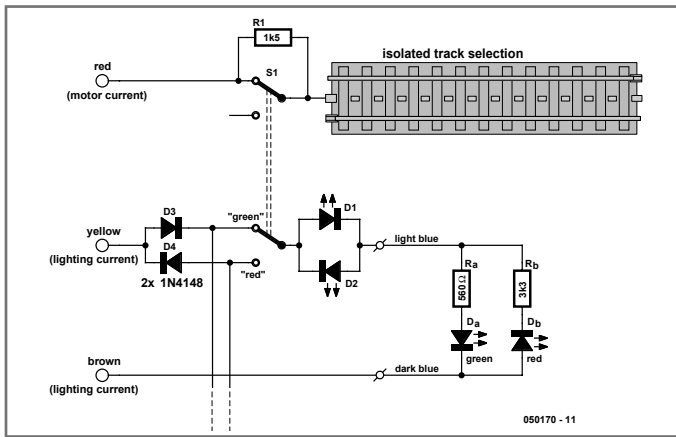 R1
1k5
isolated track selection
red
(motor current)
S1
D3
yellow
(lighting current)
D4
2x 1N4148
"green"
"red"
D1
D2
light blue
Ra
560Ω
Rb
3k3
Da
green
Db
red
brown
(lighting current)
dark blue
050170 - 11